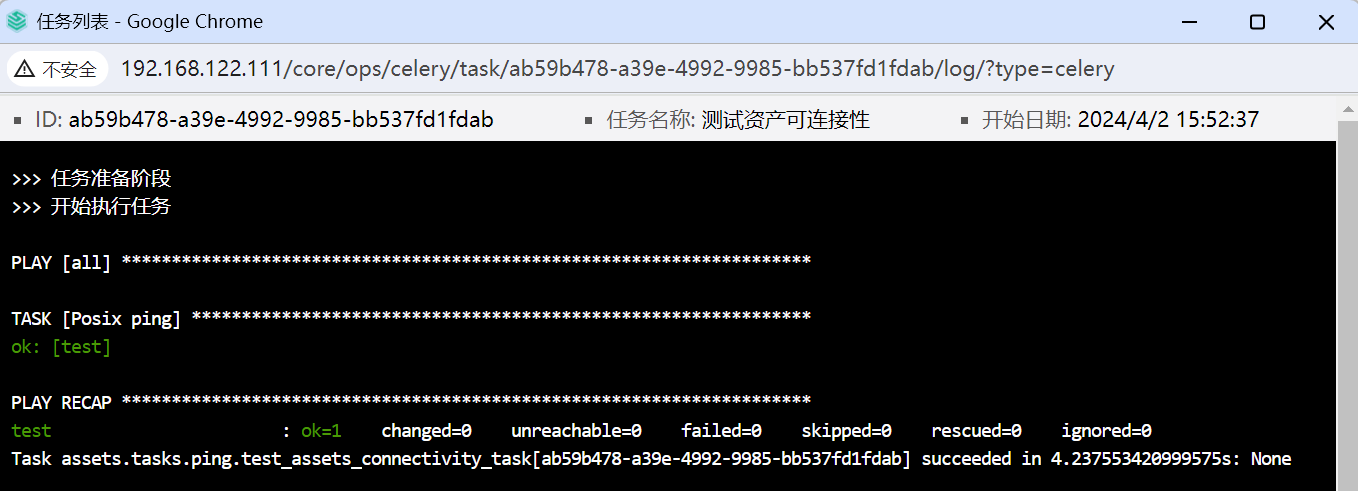 任务列表 - Google Chrome
不安全 192.168.122.111/core/ops/celery/task/ab59b478-a39e-4992-9985-bb537fd1fdab/log/?type=celery
ID: ab59b478-a39e-4992-9985-bb537fd1fdab 任务名称: 测试资产可连接性 开始日期: 2024/4/2 15:52:37
>>> 任务准备阶段
>>> 开始执行任务
PLAY [all] *********************************************************************
TASK [Posix ping] **************************************************************
ok: [test]
PLAY RECAP *********************************************************************
test                       : ok=1    changed=0    unreachable=0    failed=0    skipped=0    rescued=0    ignored=0
Task assets.tasks.ping.test_assets_connectivity_task[ab59b478-a39e-4992-9985-bb537fd1fdab] succeeded in 4.237553420999575s: None